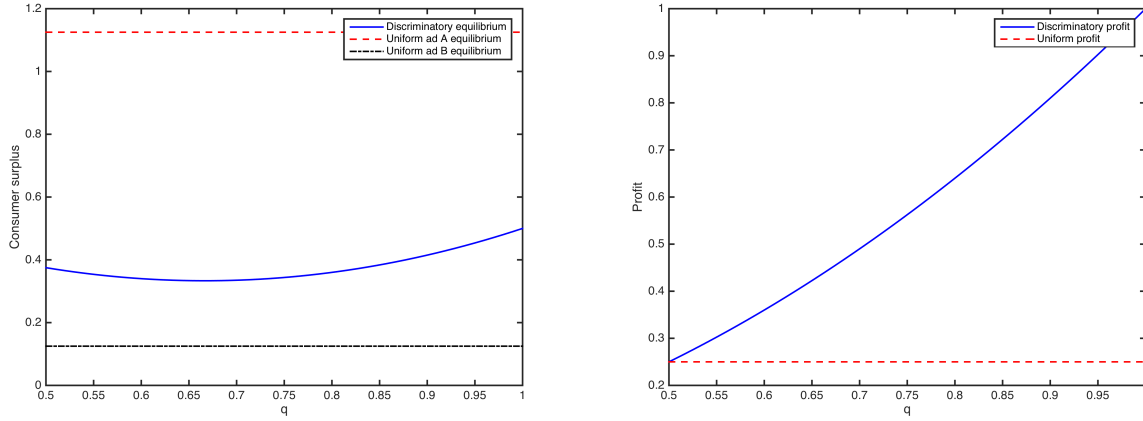 1.2
1
0.8
0.6
0.4
0.2
0
Consumer surplus
0.5 0.55 0.6 0.65 0.7 0.75 0.8 0.85 0.9 0.95 1
q
Discriminatory equilibrium
Uniform ad A equilibrium
Uniform ad B equilibrium
1
0.9
0.8
0.7
0.6
0.5
0.4
0.3
0.2
Profit
0.5 0.55 0.6 0.65 0.7 0.75 0.8 0.85 0.9 0.95
q
Discriminatory profit
Uniform profit